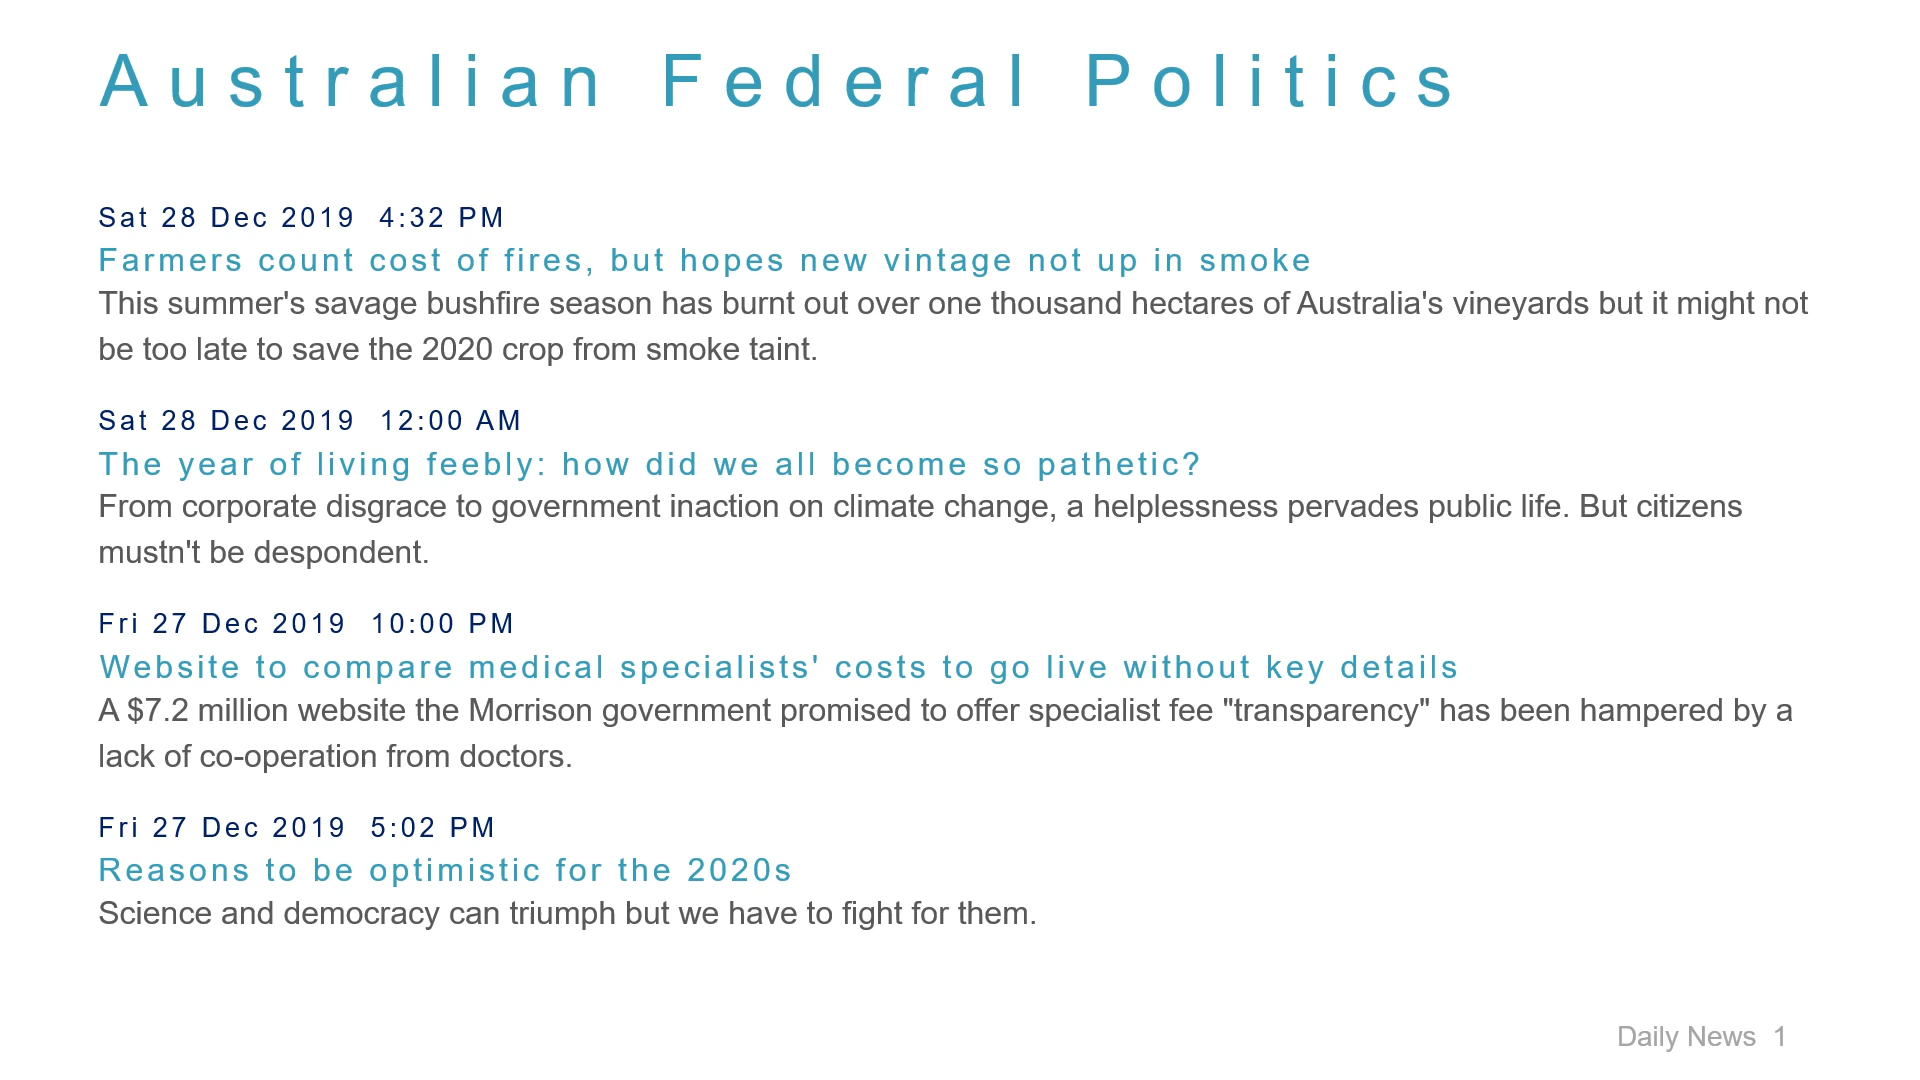 Australian Federal Politics
Sat 28 Dec 2019 4:32 PM
Farmers count cost of fires, but hopes new vintage not up in smoke
This summer's savage bushfire season has burnt out over one thousand hectares of Australia's vineyards but it might not
be too late to save the 2020 crop from smoke taint.
Sat 28 Dec 2019 12:00 AM
The year of living feebly: how did we all become so pathetic?
From corporate disgrace to government inaction on climate change, a helplessness pervades public life. But citizens
mustn't be despondent.
Fri 27 Dec 2019 10:00 PM
Website to compare medical specialists' costs to go live without key details
A $7.2 million website the Morrison government promised to offer specialist fee "transparency" has been hampered by a
lack of co-operation from doctors.
Fri 27 Dec 2019 5:02 PM
Reasons to be optimistic for the 2020s
Science and democracy can triumph but we have to fight for them.
Daily News 1